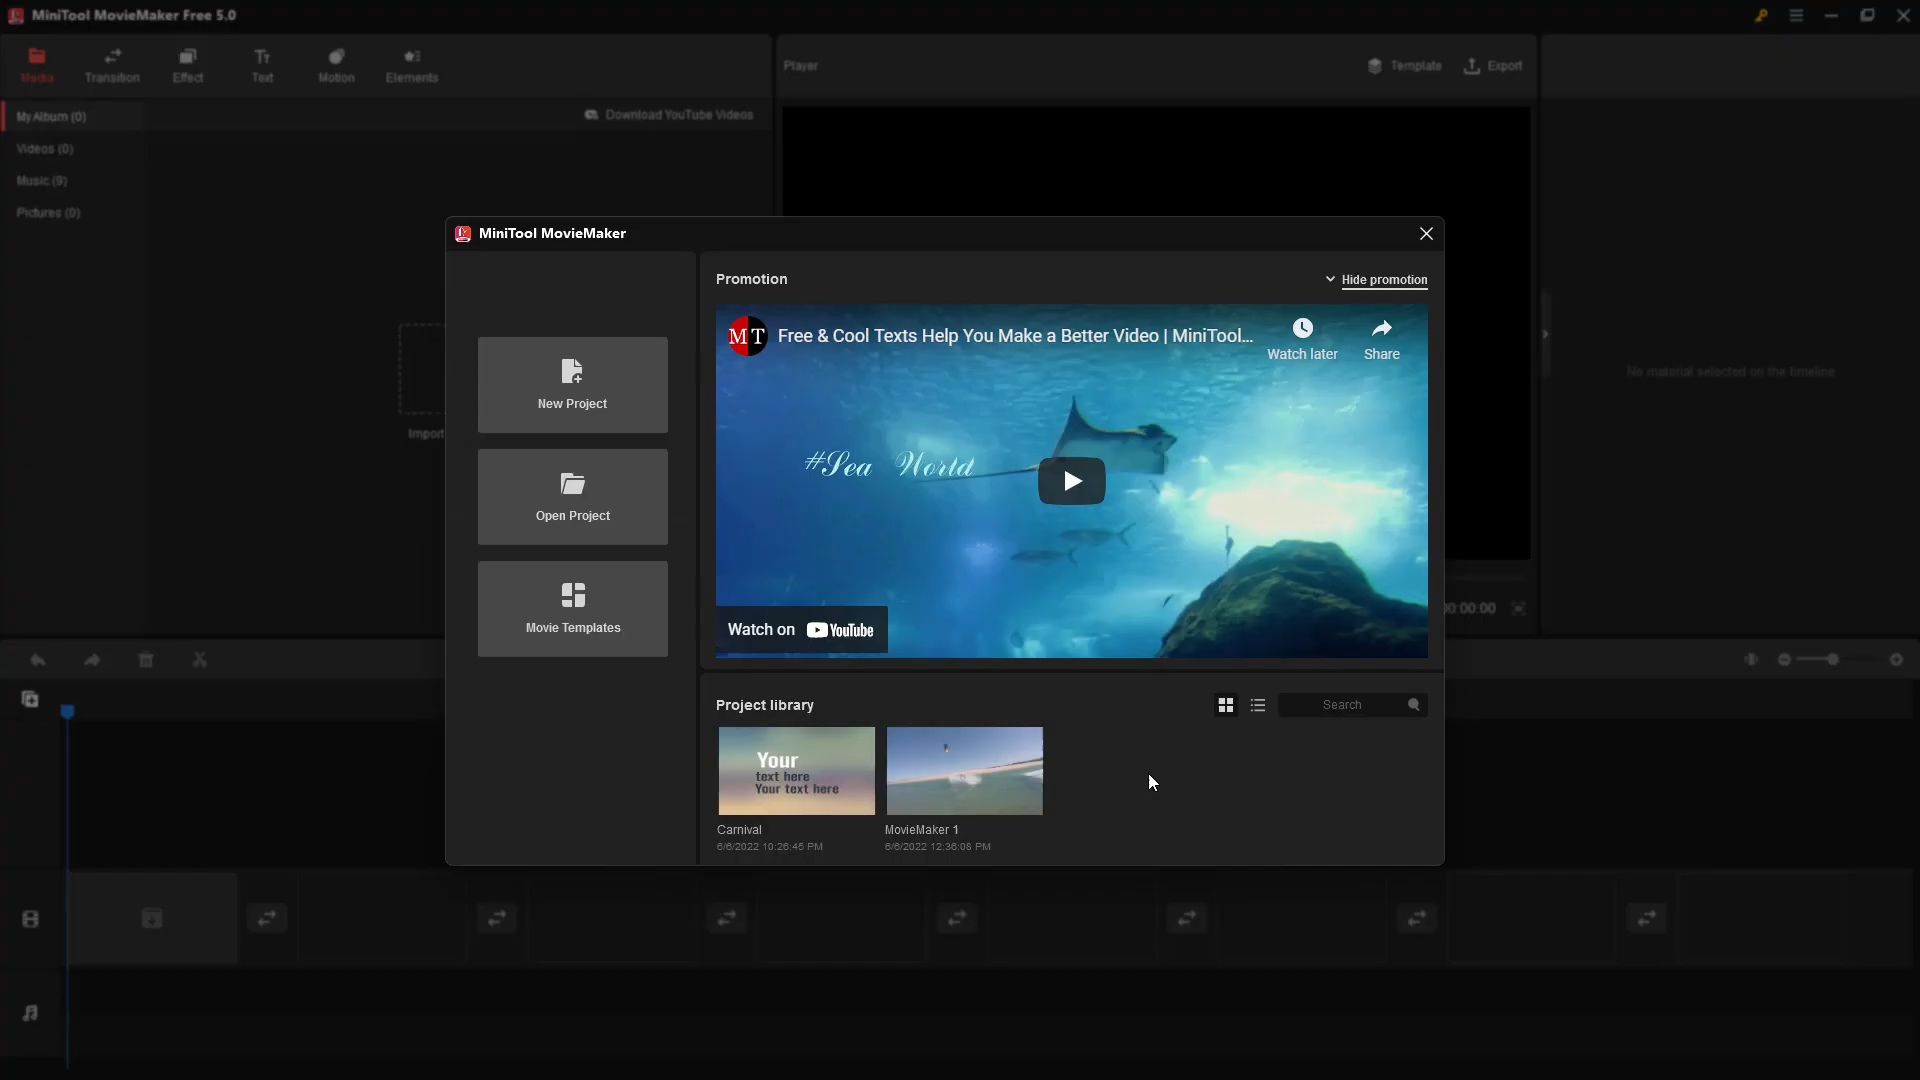 MiniTool MovieMaker Free 5.0
Media
Transition
Effect
Text
Motion
Elements
Player
Template
Export
My Album (0)
Download YouTube Videos
Videos (0)
Music (9)
Pictures (0)
Import
No material selected on the timeline
00:00:00
MiniTool MovieMaker
New Project
Open Project
Movie Templates
Promotion
Hide promotion
MT
Free & Cool Texts Help You Make a Better Video | MiniTool...
Watch later
Share
#Sea World
Watch on YouTube
Project library
Search
Your
text here
Your text here
Carnival
6/6/2022 10:26:45 PM
MovieMaker 1
6/6/2022 12:36:08 PM